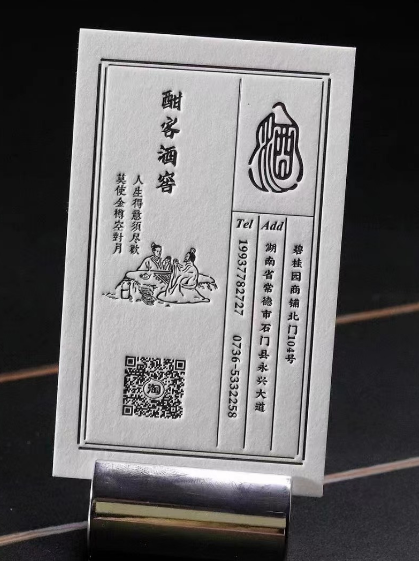 酣客酒窖
人生得意须尽欢
莫使金樽空对月
酒
Tel
19937782727
0736-5332258
Add
湖南省常德市石门县永兴大道
碧桂园商铺北门104号
淘